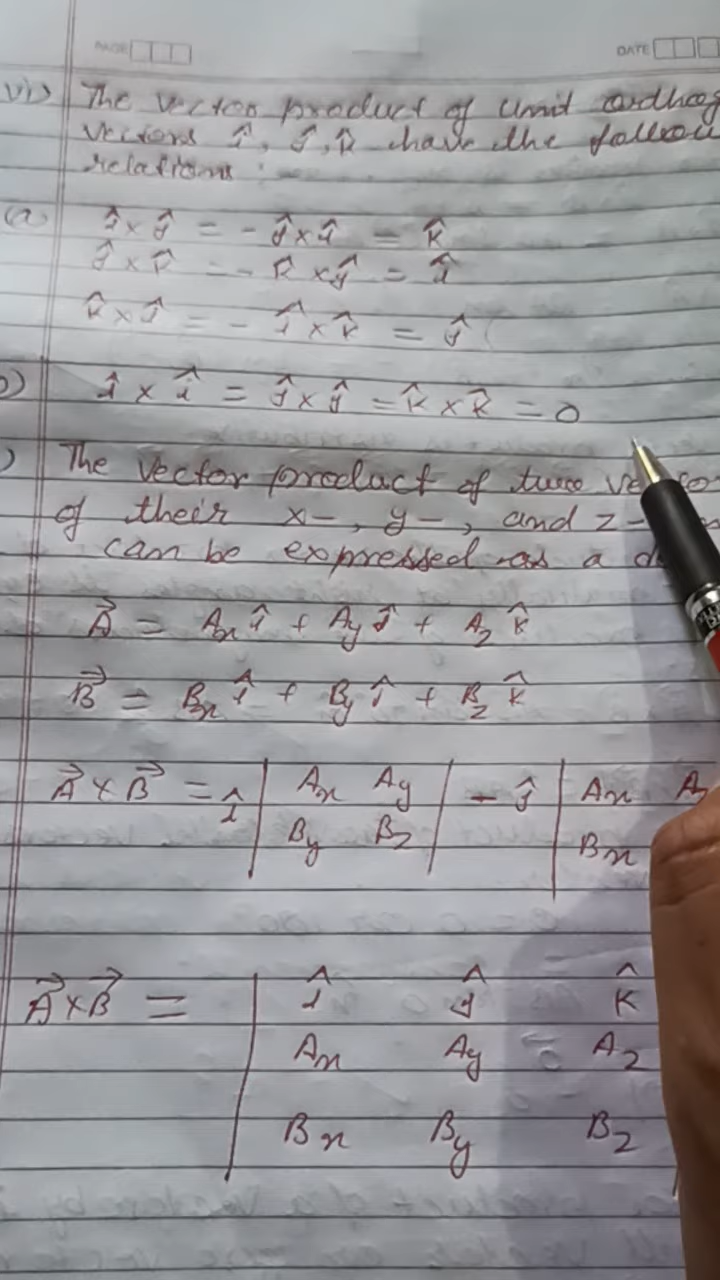 PAGE
DATE
vi) The vector product of unit orthog
vectors î, ĵ, k̂ have the follow
relations :-
(a) î × ĵ = - ĵ × î = k̂
ĵ × k̂ = - k̂ × ĵ = î
k̂ × î = - î × k̂ = ĵ
b) î × î = ĵ × ĵ = k̂ × k̂ = 0
) The vector product of two
of their x-, y-, and z-
can be expressed as a
A⃗ = Ax î + Ay ĵ + Az k̂
B⃗ = Bx î + By ĵ + Bz k̂
A⃗ × B⃗ = î | Ax Ay | - ĵ | Ax
| By Bz | | Bx
A⃗ × B⃗ = | î ĵ k̂
| Ax Ay Az
| Bx By Bz